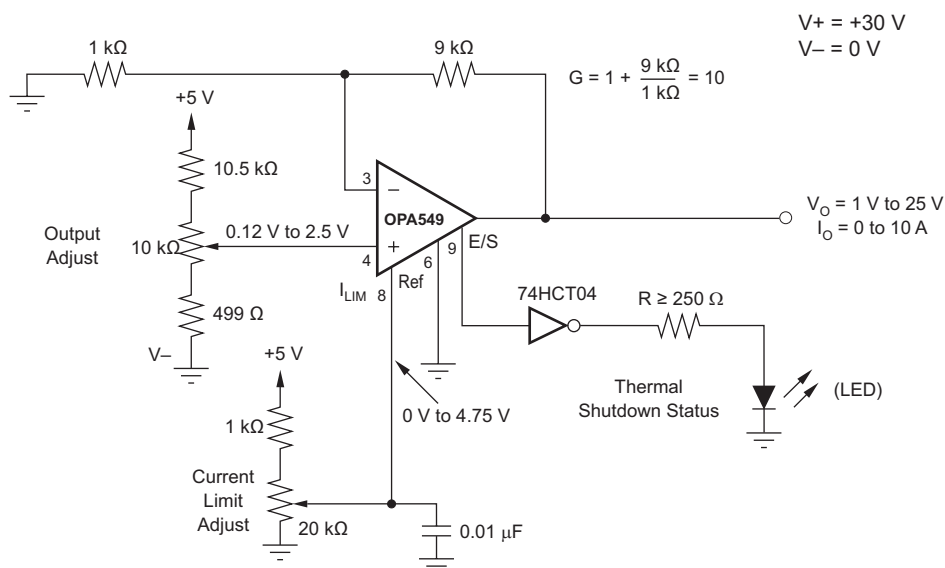 V+ = +30 V
V– = 0 V
1 kΩ
9 kΩ
G = 1 + 9 kΩ / 1 kΩ = 10
+5 V
10.5 kΩ
3
–
OPA549
Output
Adjust
10 kΩ
0.12 V to 2.5 V
+
4
9
E/S
VO = 1 V to 25 V
IO = 0 to 10 A
6
Ref
ILIM
8
74HCT04
R ≥ 250 Ω
499 Ω
V–
+5 V
0 V to 4.75 V
Thermal
Shutdown Status
(LED)
1 kΩ
Current
Limit
Adjust
20 kΩ
0.01 μF